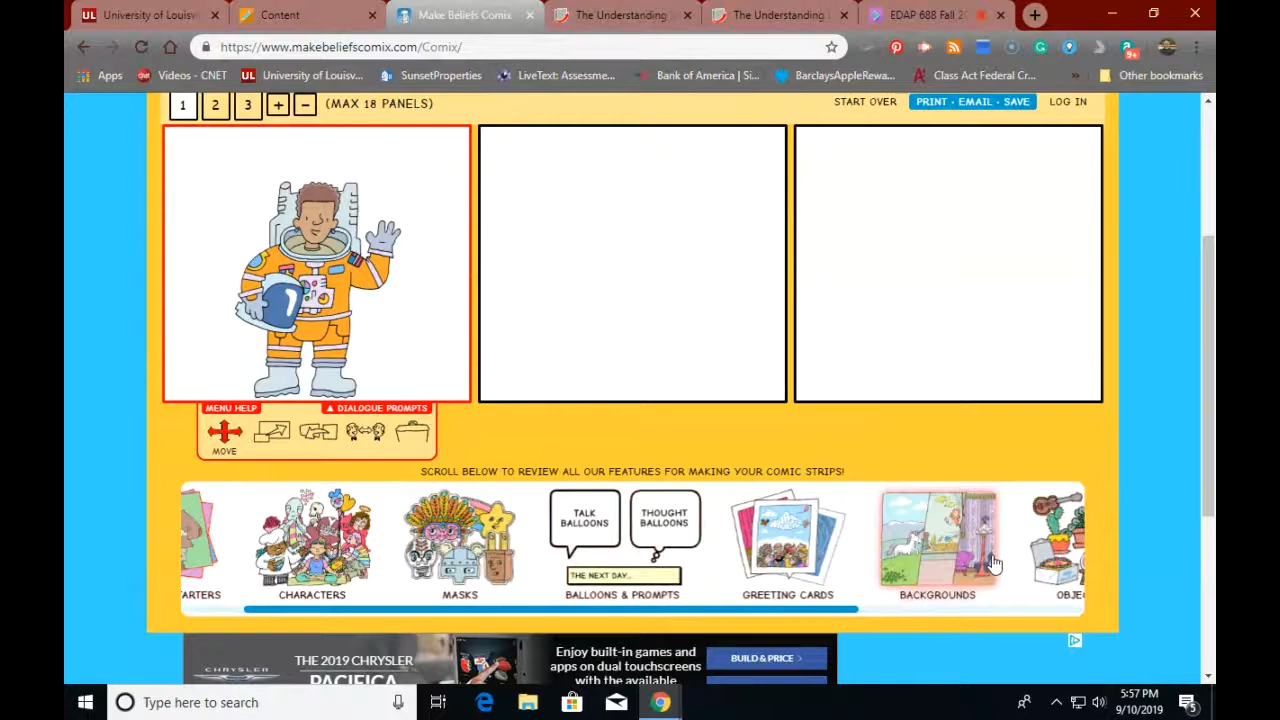 University of Louisv
Content
Make Beliefs Comix
The Understanding
The Understanding
EDAP 688 Fall 20
https://www.makebeliefscomix.com/Comix/
9+
Apps
Videos - CNET
University of Louisv...
SunsetProperties
LiveText: Assessme...
Bank of America | Si...
BarclaysAppleRewa...
Class Act Federal Cr...
»
Other bookmarks
1 2 3 + - (MAX 18 PANELS)
START OVER
PRINT · EMAIL · SAVE
LOG IN
MENU HELP
▲ DIALOGUE PROMPTS
MOVE
SCROLL BELOW TO REVIEW ALL OUR FEATURES FOR MAKING YOUR COMIC STRIPS!
TALK
BALLOONS
THOUGHT
BALLOONS
THE NEXT DAY...
ARTERS
CHARACTERS
MASKS
BALLOONS & PROMPTS
GREETING CARDS
BACKGROUNDS
OBJE
CHRYSLER
THE 2019 CHRYSLER
PACIFICA
Enjoy built-in games and
apps on dual touchscreens
with the available
BUILD & PRICE >
Type here to search
5:57 PM
9/10/2019
5